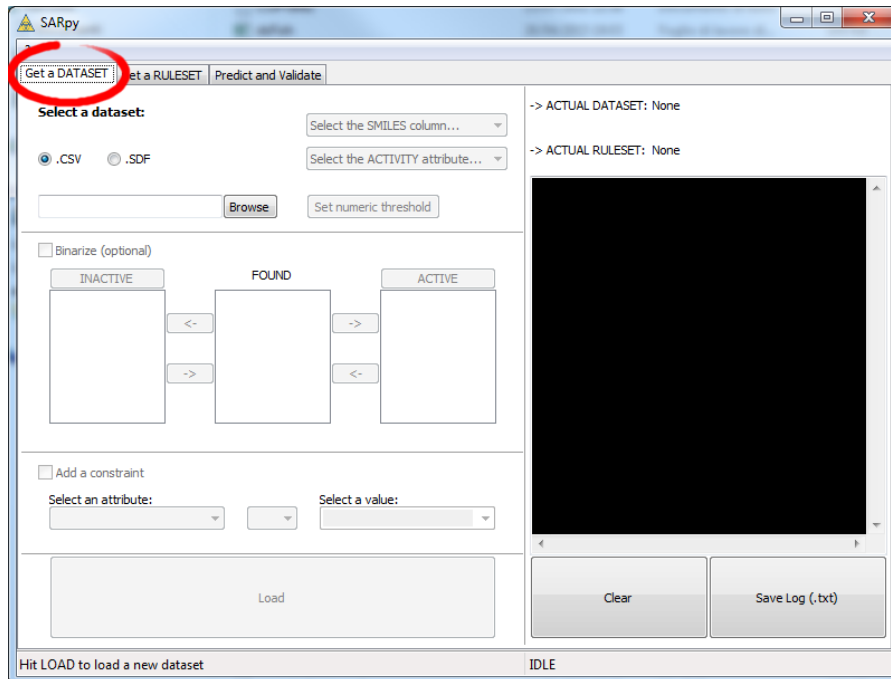 SARpy
?
Get a DATASET
et a RULESET
Predict and Validate
Select a dataset:
Select the SMILES column...
.CSV
.SDF
Select the ACTIVITY attribute...
Browse
Set numeric threshold
Binarize (optional)
INACTIVE
FOUND
ACTIVE
<-
->
->
<-
Add a constraint
Select an attribute:
Select a value:
Load
-> ACTUAL DATASET: None
-> ACTUAL RULESET: None
Clear
Save Log (.txt)
Hit LOAD to load a new dataset
IDLE